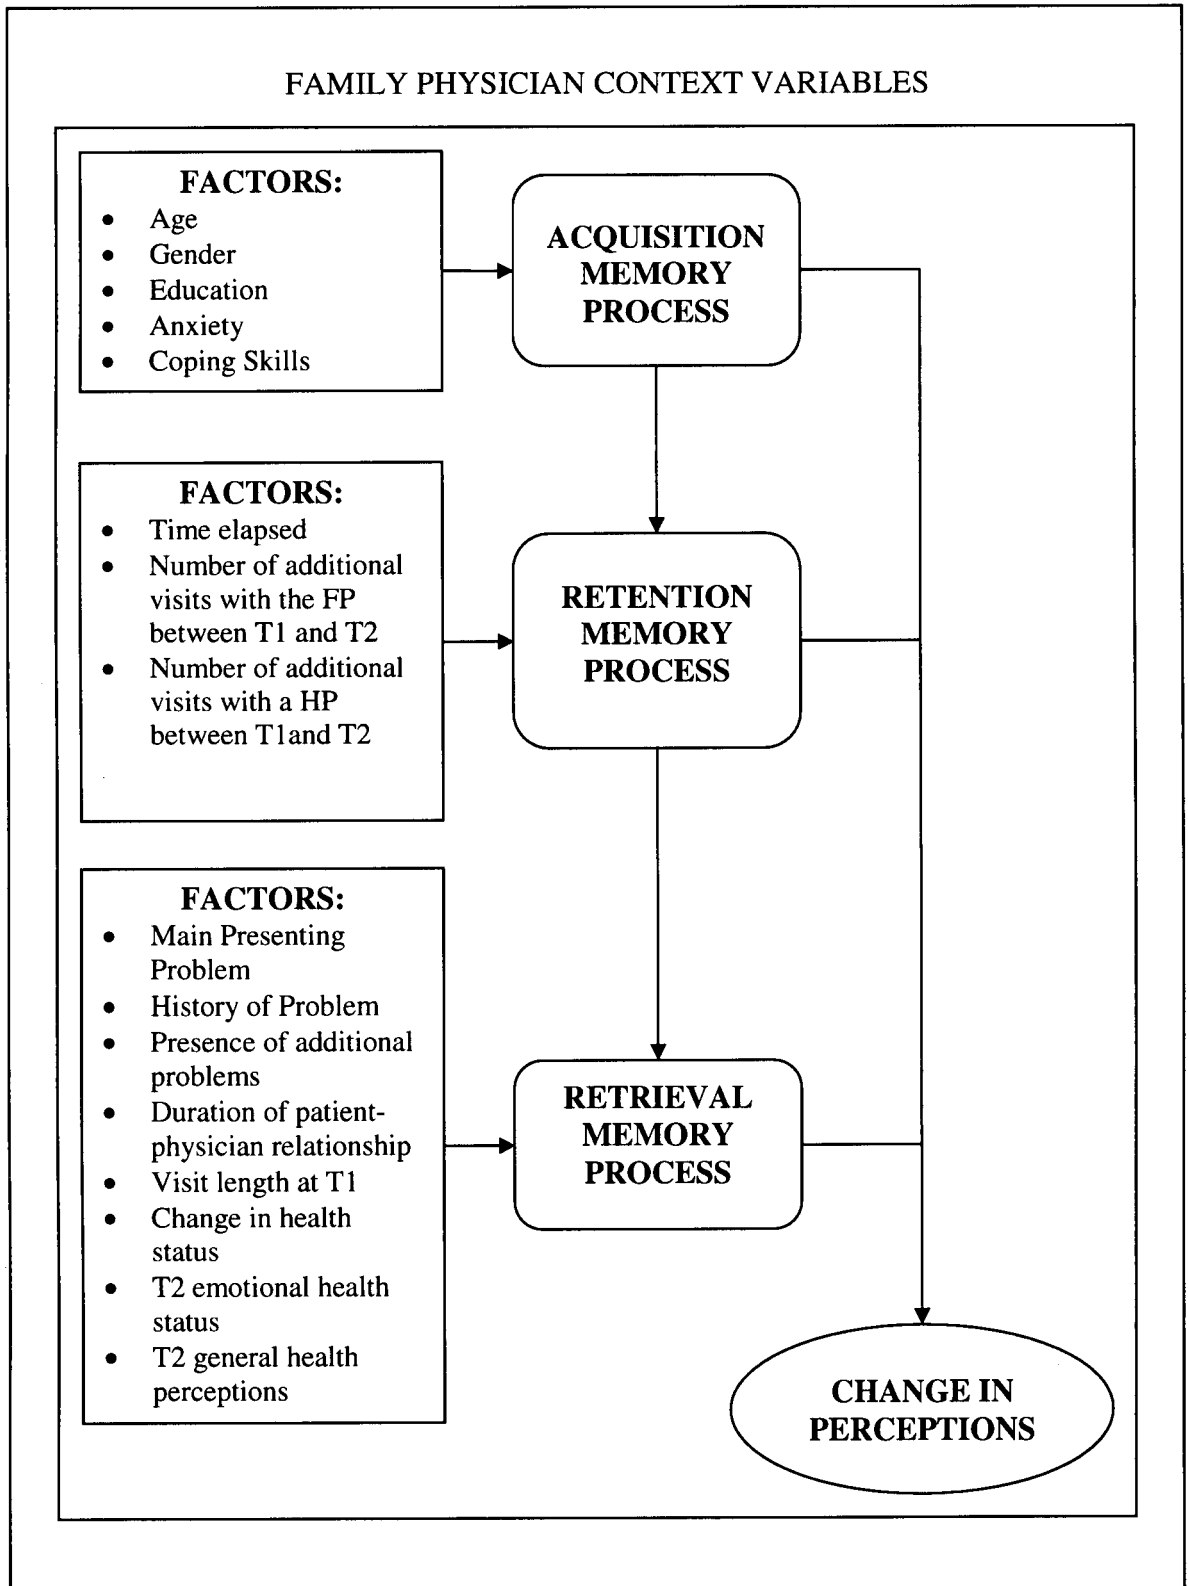 FAMILY PHYSICIAN CONTEXT VARIABLES
FACTORS:
• Age
• Gender
• Education
• Anxiety
• Coping Skills
ACQUISITION
MEMORY
PROCESS
FACTORS:
• Time elapsed
• Number of additional
visits with the FP
between T1 and T2
• Number of additional
visits with a HP
between T1and T2
RETENTION
MEMORY
PROCESS
FACTORS:
• Main Presenting
Problem
• History of Problem
• Presence of additional
problems
• Duration of patient-
physician relationship
• Visit length at T1
• Change in health
status
• T2 emotional health
status
• T2 general health
perceptions
RETRIEVAL
MEMORY
PROCESS
CHANGE IN
PERCEPTIONS